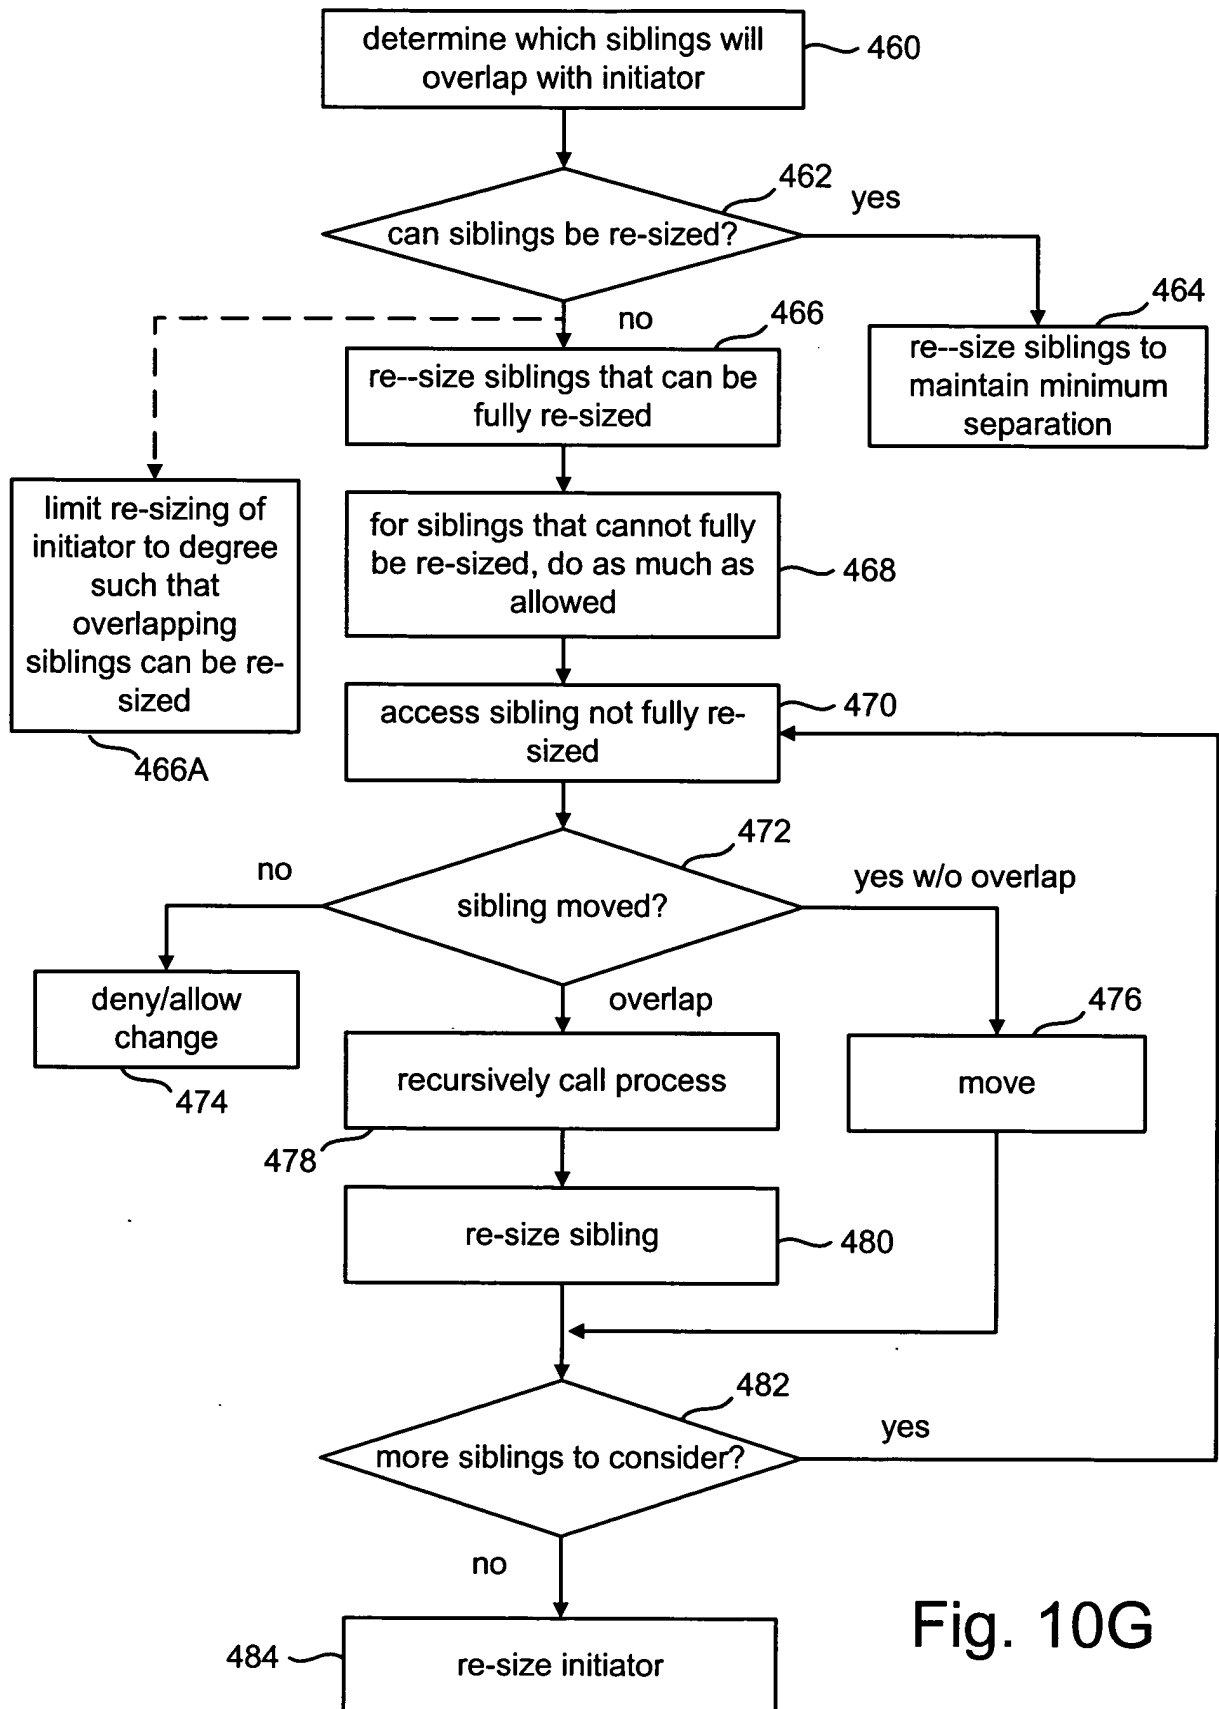 determine which siblings will
overlap with initiator
460
462
yes
can siblings be re-sized?
464
no
466
re--size siblings to
maintain minimum
separation
re--size siblings that can be
fully re-sized
limit re-sizing of
initiator to degree
such that
overlapping
siblings can be re-
sized
466A
for siblings that cannot fully
be re-sized, do as much as
allowed
468
access sibling not fully re-
sized
470
472
no
yes w/o overlap
sibling moved?
deny/allow
change
474
overlap
476
recursively call process
move
478
re-size sibling
480
482
yes
more siblings to consider?
no
Fig. 10G
484
re-size initiator